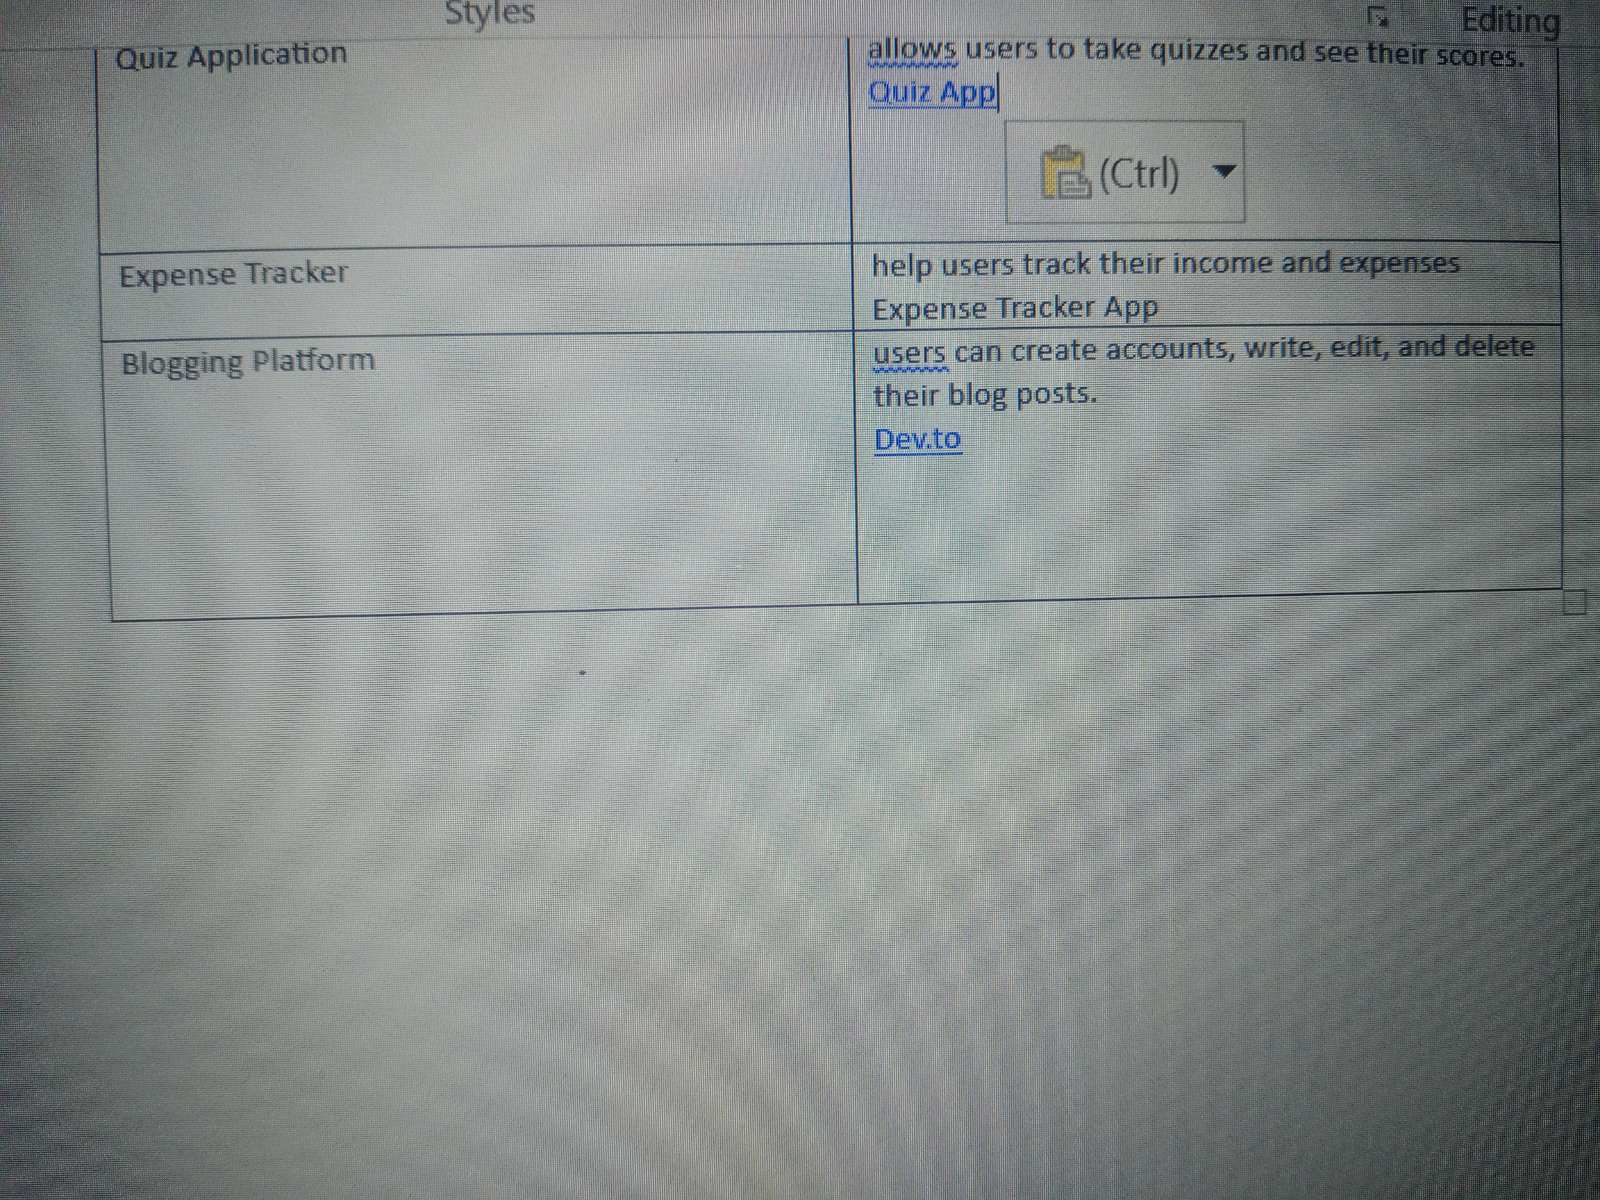 Styles
Editing
Quiz Application
allows users to take quizzes and see their scores.
Quiz App
(Ctrl)
Expense Tracker
help users track their income and expenses
Expense Tracker App
Blogging Platform
users can create accounts, write, edit, and delete
their blog posts.
Dev.to